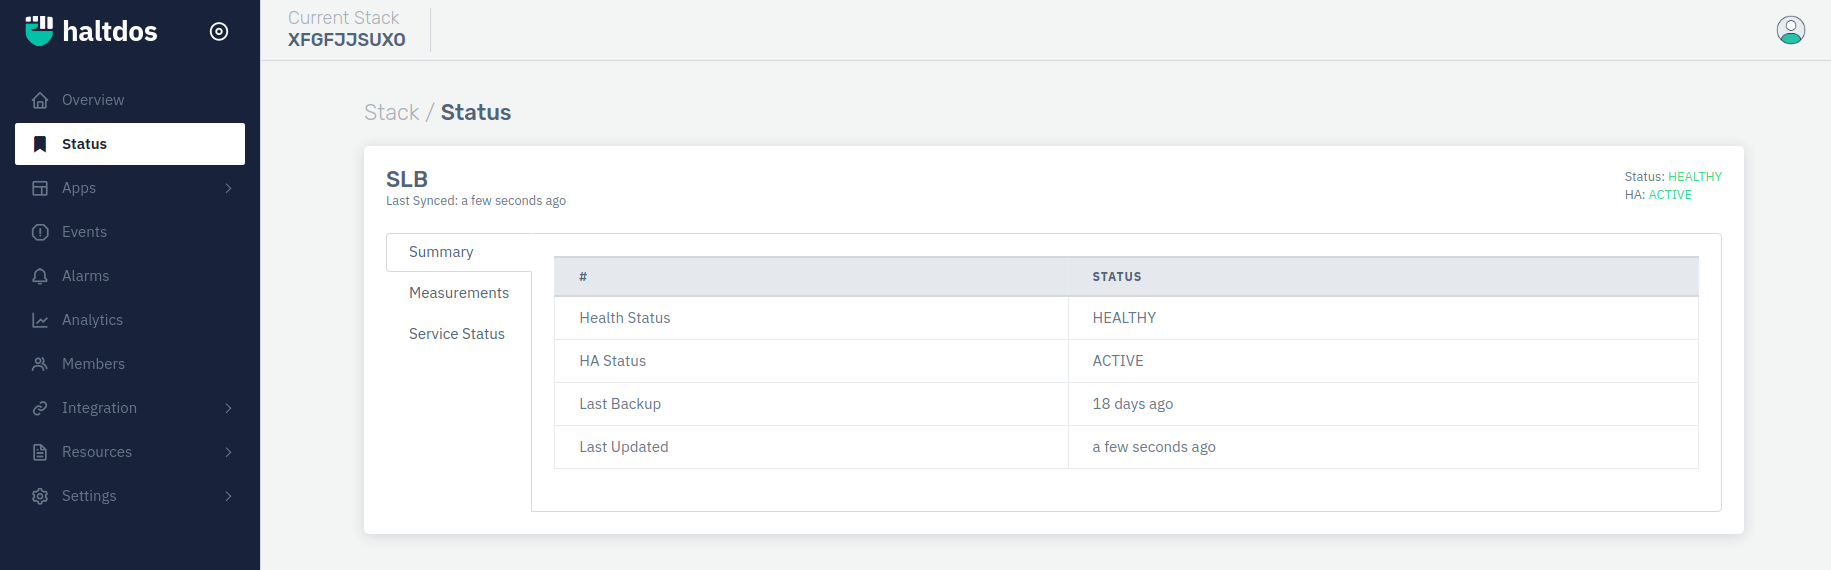 haltdos
Current Stack
XFGFJJSUXO
Overview
Status
Apps
Events
Alarms
Analytics
Members
Integration
Resources
Settings
Stack / Status
SLB
Last Synced: a few seconds ago
Status: HEALTHY
HA: ACTIVE
Summary
Measurements
Service Status
# STATUS
Health Status HEALTHY
HA Status ACTIVE
Last Backup 18 days ago
Last Updated a few seconds ago